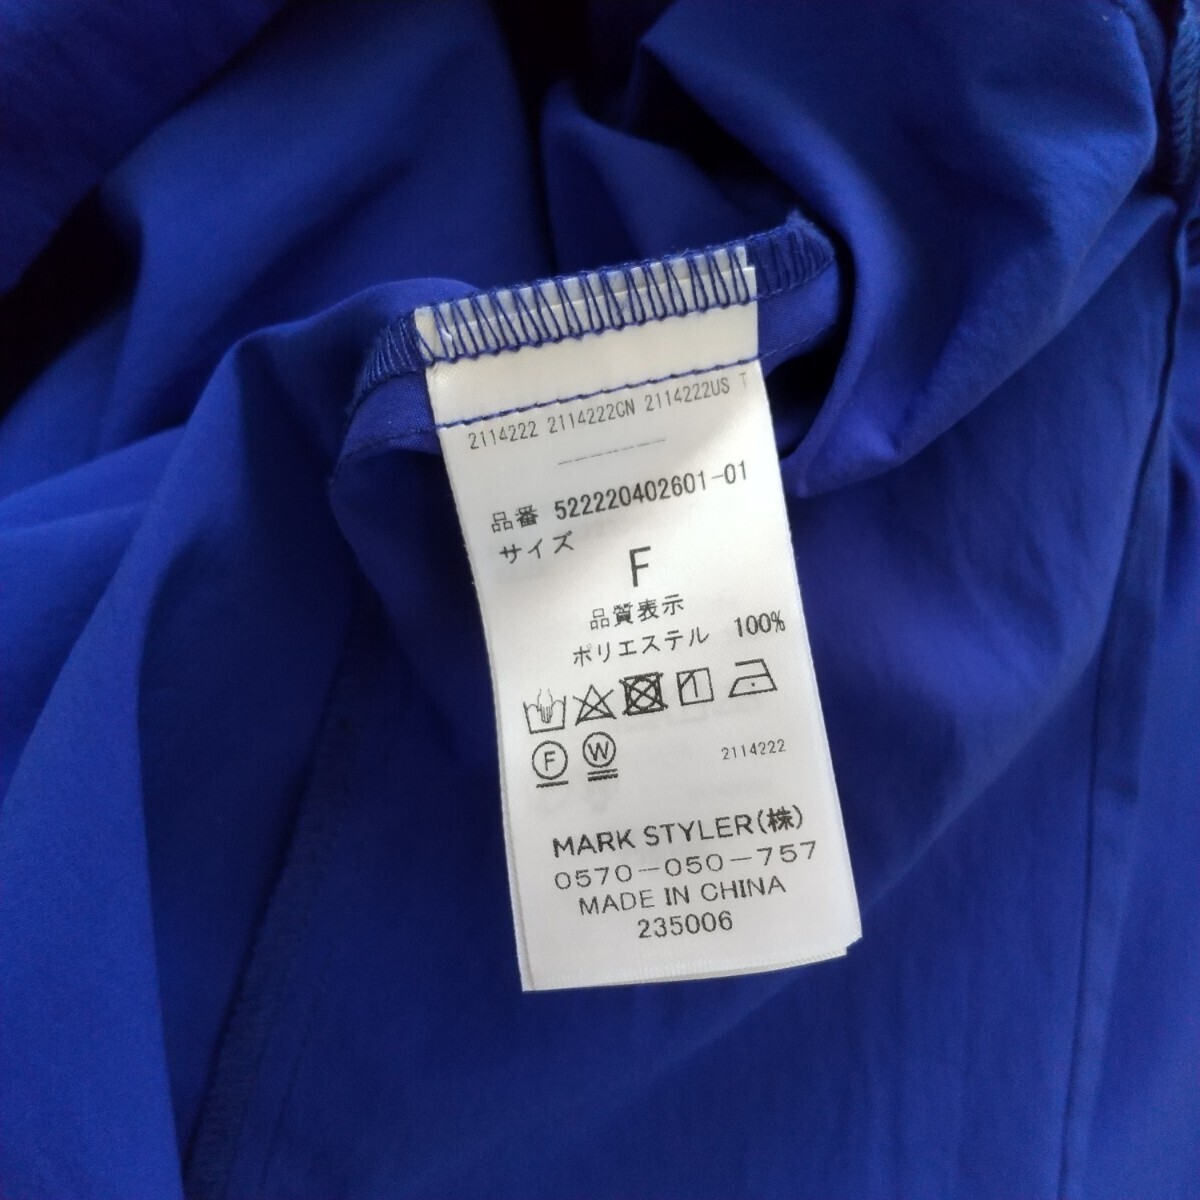 2114222 2114222CN 2114222US T
品番 522220402601-01
サイズ
F
品質表示
ポリエステル 100%
F W
2114222
MARK STYLER(株)
0570-050-757
MADE IN CHINA
235006